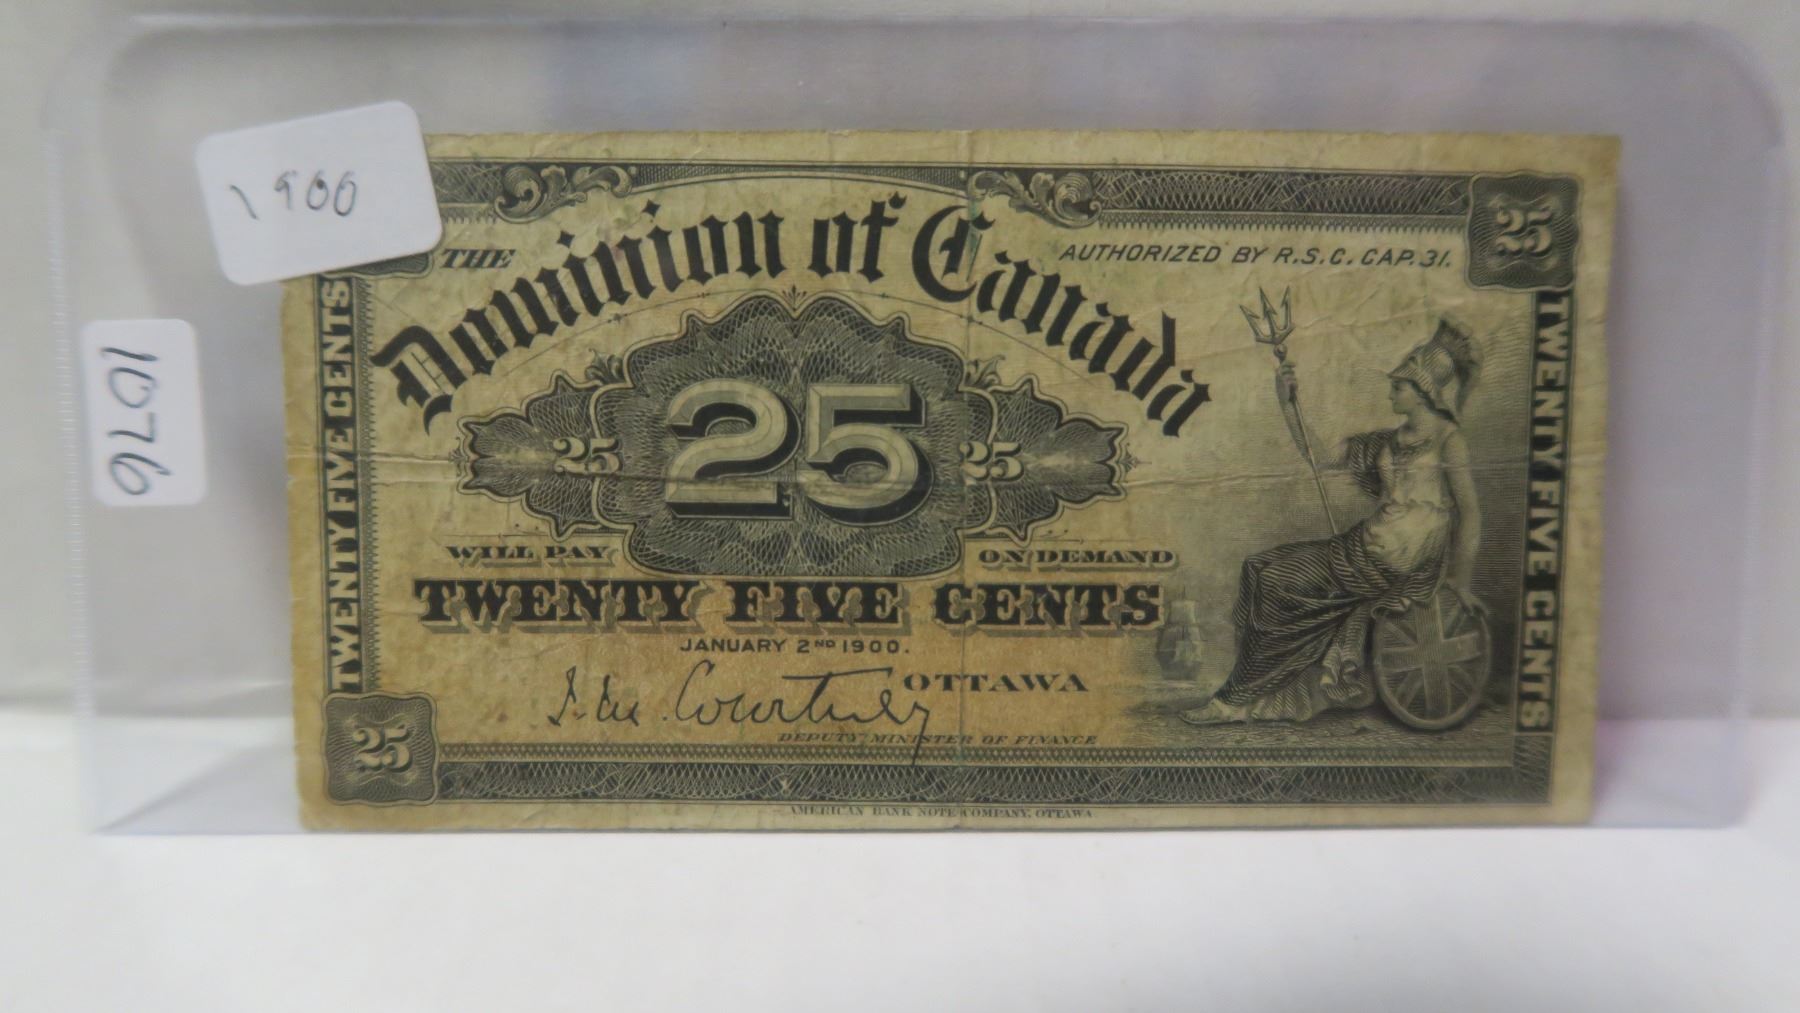 1900
1076
THE Dominion of Canada
AUTHORIZED BY R.S.C. CAP. 31.
25
TWENTY FIVE CENTS
TWENTY FIVE CENTS
25 25 25
WILL PAY ON DEMAND
TWENTY FIVE CENTS
JANUARY 2ND 1900.
J. M. Courtney OTTAWA
DEPUTY MINISTER OF FINANCE
25
AMERICAN BANK NOTE COMPANY, OTTAWA